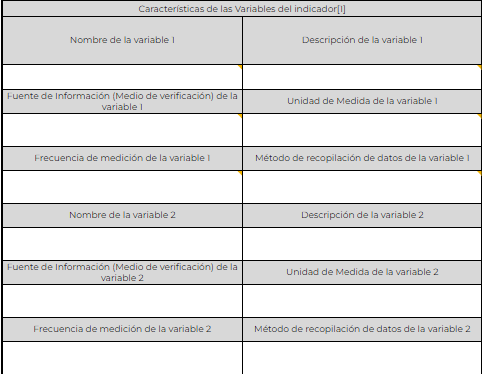 Características de las Variables del indicador[1]
Nombre de la variable 1
Descripción de la variable 1
Fuente de Información (Medio de verificación) de la
variable 1
Unidad de Medida de la variable 1
Frecuencia de medición de la variable 1
Método de recopilación de datos de la variable 1
Nombre de la variable 2
Descripción de la variable 2
Fuente de Información (Medio de verificación) de la
variable 2
Unidad de Medida de la variable 2
Frecuencia de medición de la variable 2
Método de recopilación de datos de la variable 2